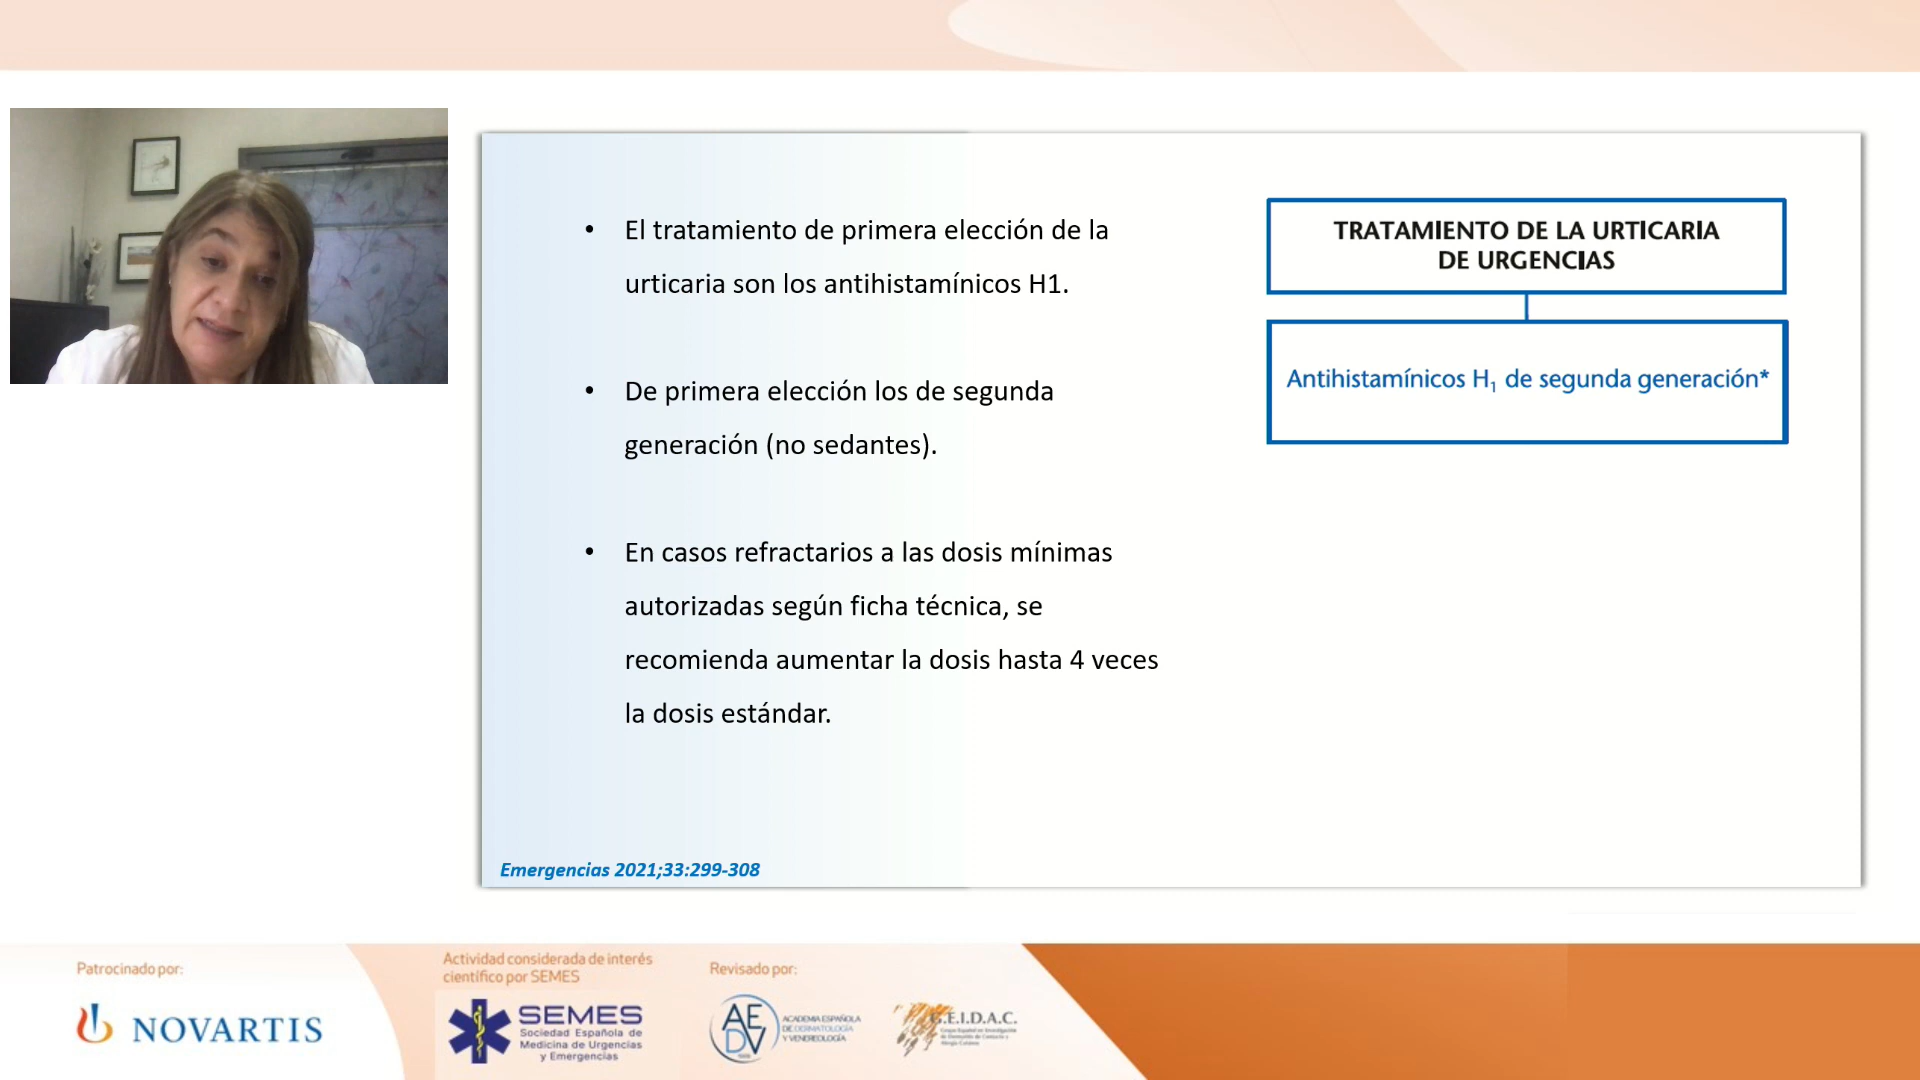 • El tratamiento de primera elección de la
urticaria son los antihistamínicos H1.
• De primera elección los de segunda
generación (no sedantes).
• En casos refractarios a las dosis mínimas
autorizadas según ficha técnica, se
recomienda aumentar la dosis hasta 4 veces
la dosis estándar.
TRATAMIENTO DE LA URTICARIA
DE URGENCIAS
Antihistamínicos H₁ de segunda generación*
Emergencias 2021;33:299-308
Patrocinado por:
NOVARTIS
Actividad considerada de interés
científico por SEMES
SEMES
Sociedad Española de
Medicina de Urgencias
y Emergencias
Revisado por:
AEDV
ACADEMIA ESPAÑOLA
DE DERMATOLOGÍA
Y VENEREOLOGÍA
G.E.I.D.A.C.